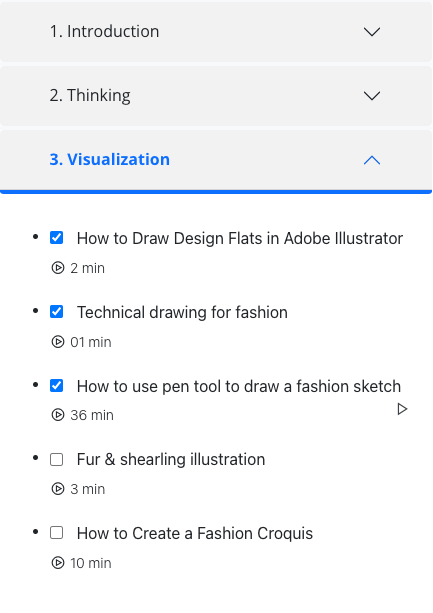 1. Introduction
2. Thinking
3. Visualization
How to Draw Design Flats in Adobe Illustrator
2 min
Technical drawing for fashion
01 min
How to use pen tool to draw a fashion sketch
36 min
Fur & shearling illustration
3 min
How to Create a Fashion Croquis
10 min